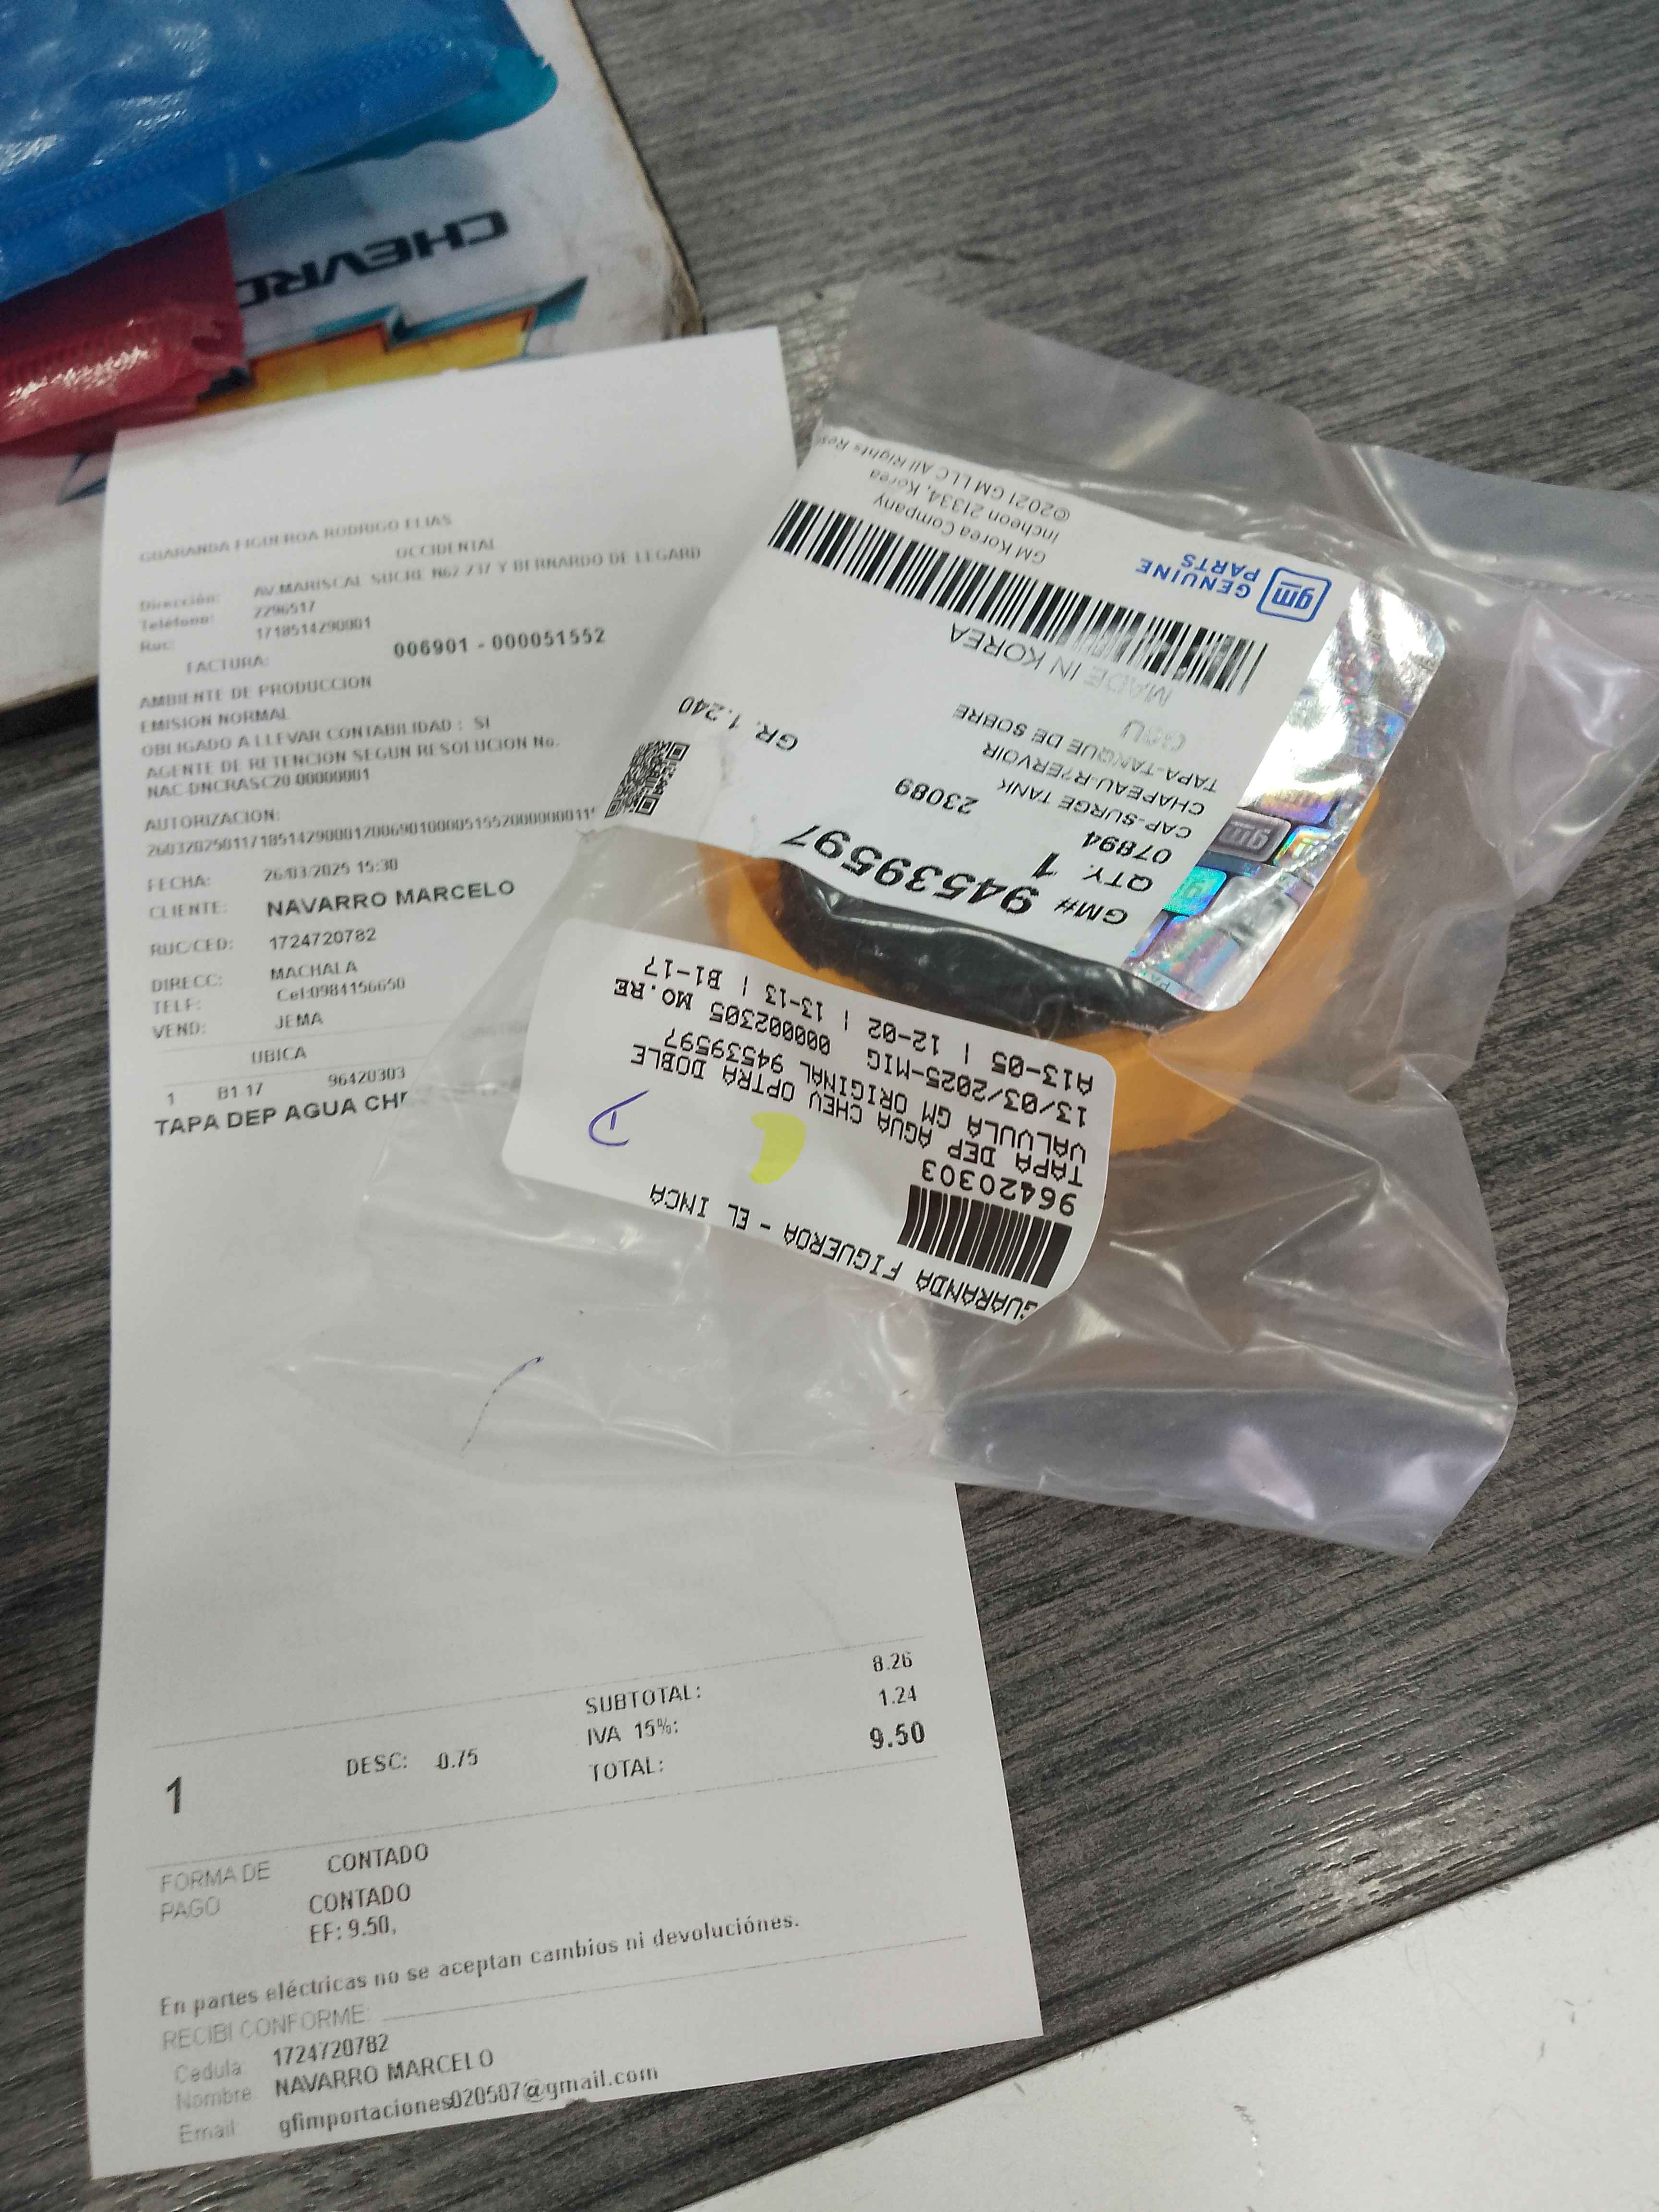 CHEVRO
GUARANDA FIGUEROA RODRIGO ELIAS
OCCIDENTAL
Dirección: AV.MARISCAL SUCRE N62-237 Y BERNARDO DE LEGARD
Teléfono: 2296517
Ruc: 1718514290001
FACTURA: 006901 - 000051552
AMBIENTE DE PRODUCCION
EMISION NORMAL
OBLIGADO A LLEVAR CONTABILIDAD : SI
AGENTE DE RETENCION SEGUN RESOLUCION No.
NAC-DNCRASC20-00000001
AUTORIZACION:
FECHA: 26/03/2025 15:30
CLIENTE: NAVARRO MARCELO
RUC/CED: 1724720782
DIRECC: MACHALA
TELF: Cel:0984156650
VEND: JEMA
UBICA
1 B1 17 96420303
TAPA DEP AGUA CHE
SUBTOTAL: 8.26
IVA 15%: 1.24
1 DESC: 0.75 TOTAL: 9.50
FORMA DE PAGO CONTADO
CONTADO
EF: 9.50,
En partes eléctricas no se aceptan cambios ni devoluciónes.
RECIBI CONFORME:
Cedula 1724720782
Nombre NAVARRO MARCELO
Email gfimportaciones020507@gmail.com
GM# 94539597
QTY. 1
07894 23089
CAP-SURGE TANK
CHAPEAU-R?ERVOIR
TAPA-TANQUE DE SOBRE
GR. 1.240
MADE IN KOREA
gm GENUINE PARTS
GM Korea Company
Incheon 21334, Korea
©2021 GM LLC All Rights Res
gm
GUARANDA FIGUEROA - EL INCA
96420303
TAPA DEP AGUA CHEV OPTRA DOBLE
VALVULA GM ORIGINAL 94539597
13/03/2025-MIG 000002305 MO.RE
A13-05 | 12-02 | 13-13 | B1-17